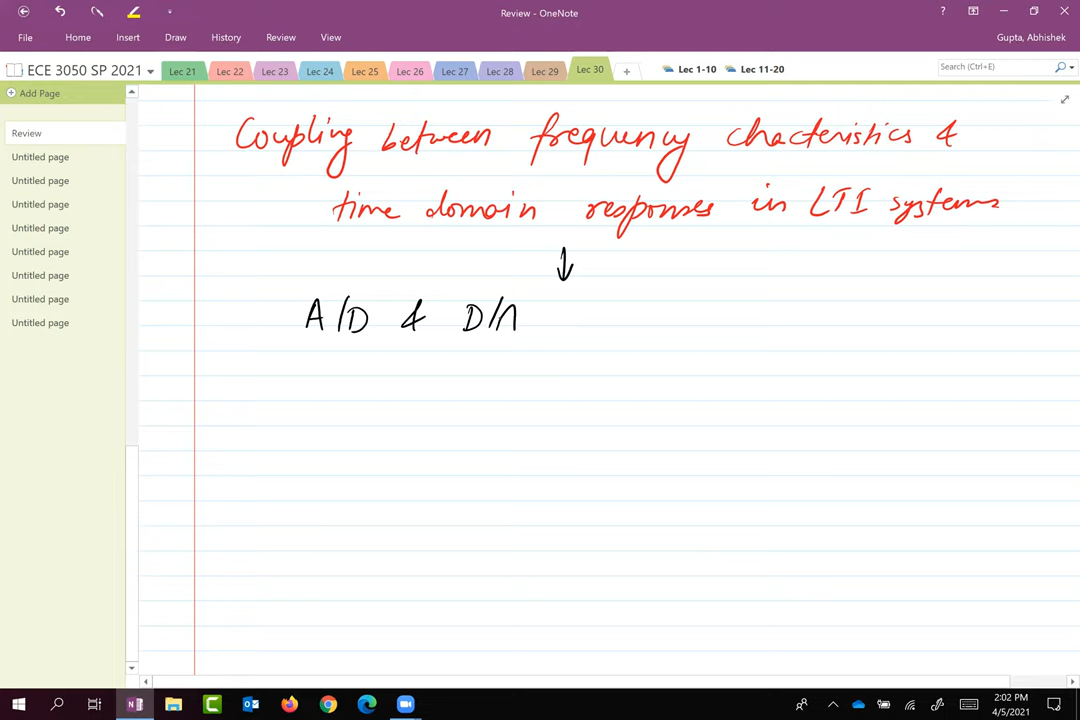 Review - OneNote
File Home Insert Draw History Review View
Gupta, Abhishek
ECE 3050 SP 2021
Lec 21 Lec 22 Lec 23 Lec 24 Lec 25 Lec 26 Lec 27 Lec 28 Lec 29 Lec 30
Lec 1-10 Lec 11-20
Search (Ctrl+E)
Add Page
Review
Untitled page
Untitled page
Untitled page
Untitled page
Untitled page
Untitled page
Untitled page
Untitled page
Coupling between frequency chateristics &
time domain responses in LTI systems
↓
A/D & D/A
2:02 PM
4/5/2021